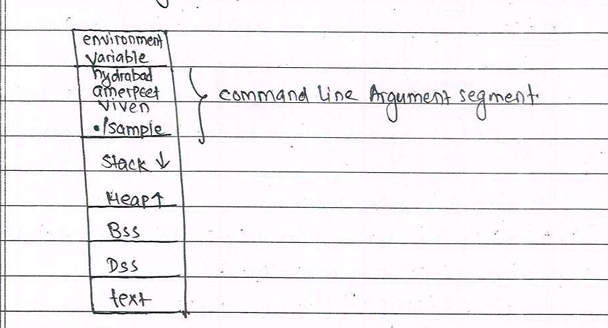 environment
variable
hydrabad
amerpeet
viven
./sample
command line Argument segment.
Stack ↓
Heap↑
Bss
Dss
text